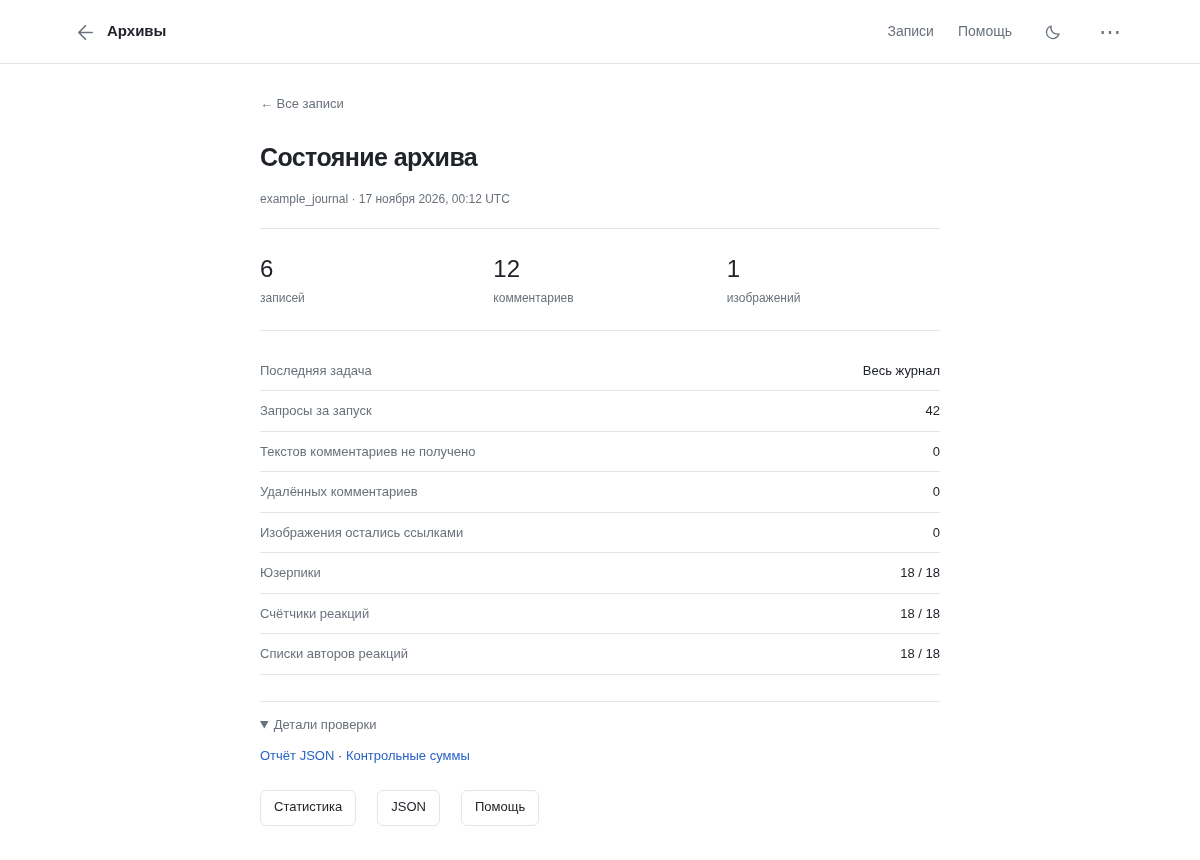 Архивы
Записи Помощь
← Все записи
Состояние архива
example_journal · 17 ноября 2026, 00:12 UTC
6 12 1
записей комментариев изображений
Последняя задача Весь журнал
Запросы за запуск 42
Текстов комментариев не получено 0
Удалённых комментариев 0
Изображения остались ссылками 0
Юзерпики 18 / 18
Счётчики реакций 18 / 18
Списки авторов реакций 18 / 18
Детали проверки
Отчёт JSON · Контрольные суммы
Статистика JSON Помощь